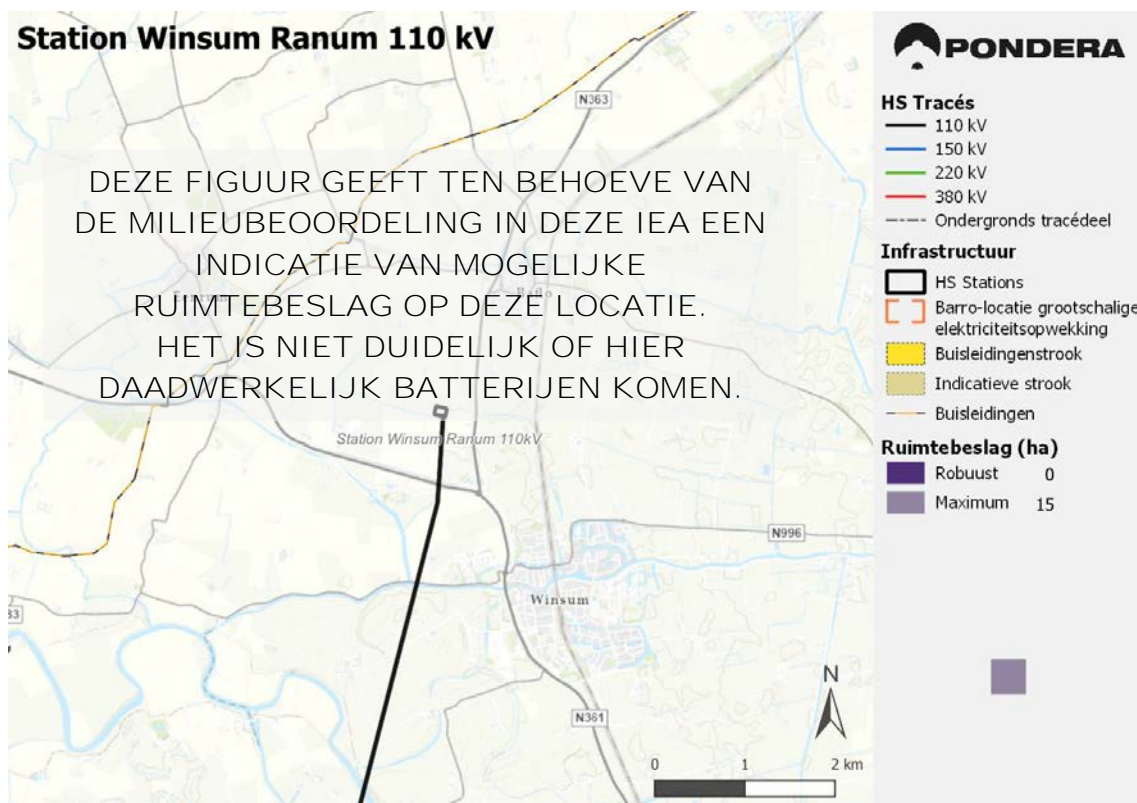 Station Winsum Ranum 110 kV
N363
DEZE FIGUUR GEEFT TEN BEHOEVE VAN
DE MILIEUBEOORDELING IN DEZE IEA EEN
INDICATIE VAN MOGELIJKE
RUIMTEBESLAG OP DEZE LOCATIE.
HET IS NIET DUIDELIJK OF HIER
DAADWERKELIJK BATTERIJEN KOMEN.
Station Winsum Ranum 110kV
N996
Winsum
N361
N
0 1 2 km
PONDERA
HS Tracés
110 kV
150 kV
220 kV
380 kV
Ondergronds tracédeel
Infrastructuur
HS Stations
Barro-locatie grootschalige
elektriciteitsopwekking
Buisleidingenstrook
Indicatieve strook
Buisleidingen
Ruimtebeslag (ha)
Robuust 0
Maximum 15